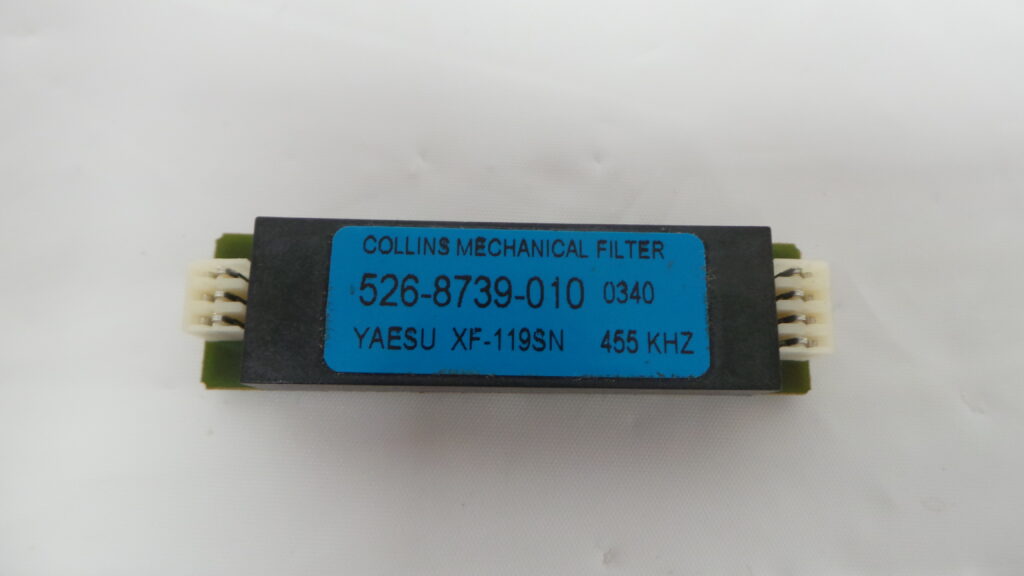 COLLINS MECHANICAL FILTER
526-8739-010 0340
YAESU XF-119SN 455 KHZ